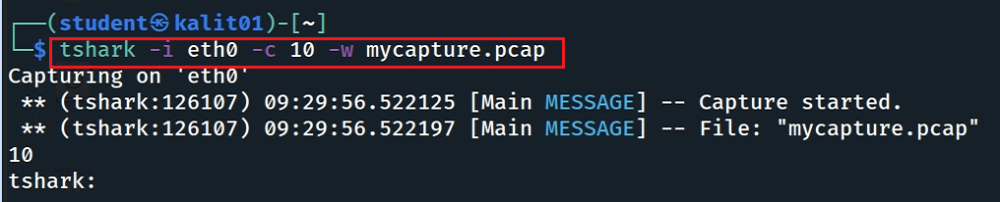 ┌──(student㉿kalit01)-[~]
└─$ tshark -i eth0 -c 10 -w mycapture.pcap
Capturing on 'eth0'
 ** (tshark:126107) 09:29:56.522125 [Main MESSAGE] -- Capture started.
 ** (tshark:126107) 09:29:56.522197 [Main MESSAGE] -- File: "mycapture.pcap"
10
tshark: